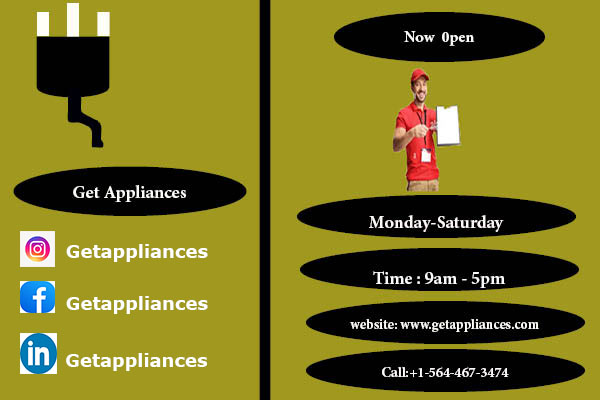 Get Appliances
Getappliances
Getappliances
in
Getappliances
Now 0pen
Monday-Saturday
Time : 9am - 5pm
website: www.getappliances.com
Call:+1-564-467-3474